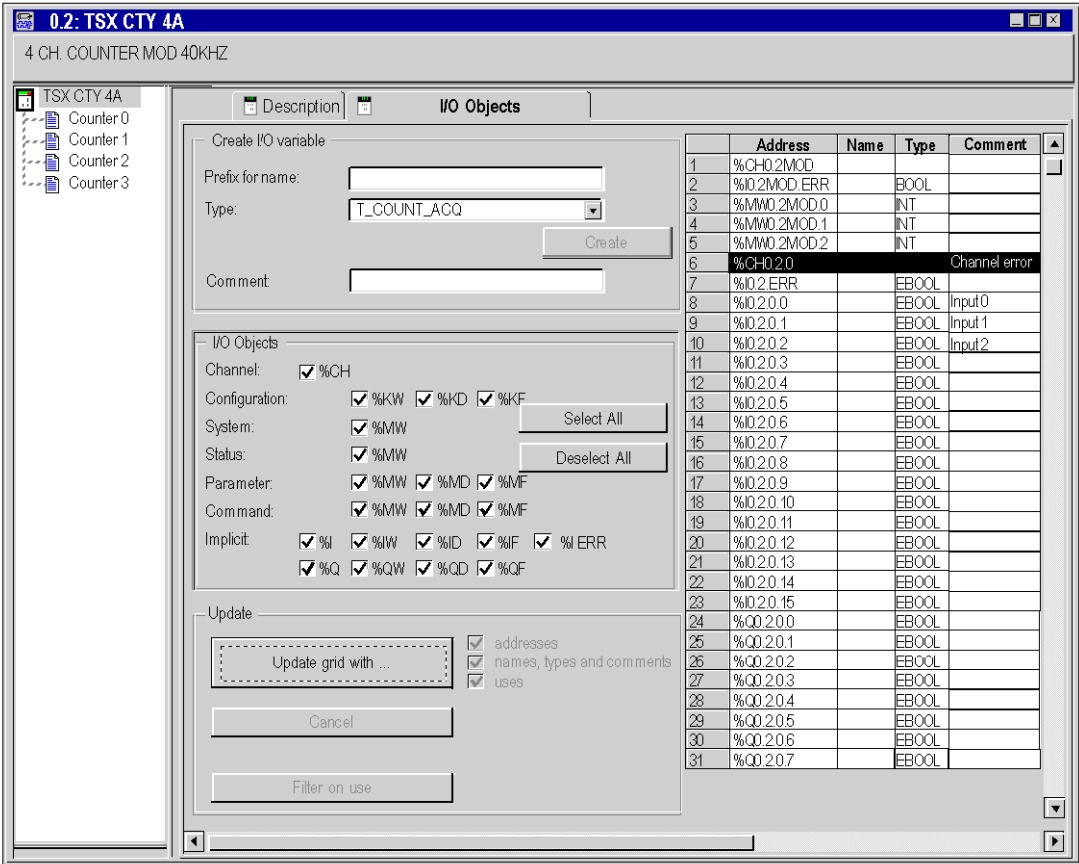 0.2: TSX CTY 4A
4 CH. COUNTER MOD 40KHZ
TSX CTY 4A
Counter 0
Counter 1
Counter 2
Counter 3
Description
I/O Objects
Create I/O variable
Prefix for name:
Type:
T_COUNT_ACQ
Create
Comment:
I/O Objects
Channel: %CH
Configuration: %KW %KD %KF
System: %MW
Status: %MW
Parameter: %MW %MD %MF
Command: %MW %MD %MF
Implicit: %I %IW %ID %IF %I ERR
%Q %QW %QD %QF
Select All
Deselect All
Update
Update grid with ...
addresses
names, types and comments
uses
Cancel
Filter on use
Address Name Type Comment
1 %CH0.2MOD
2 %I0.2MOD.ERR BOOL
3 %MW0.2MOD.0 INT
4 %MW0.2MOD.1 INT
5 %MW0.2MOD.2 INT
6 %CH0.2.0 Channel error
7 %I0.2.ERR EBOOL
8 %I0.2.0.0 EBOOL Input 0
9 %I0.2.0.1 EBOOL Input 1
10 %I0.2.0.2 EBOOL Input 2
11 %I0.2.0.3 EBOOL
12 %I0.2.0.4 EBOOL
13 %I0.2.0.5 EBOOL
14 %I0.2.0.6 EBOOL
15 %I0.2.0.7 EBOOL
16 %I0.2.0.8 EBOOL
17 %I0.2.0.9 EBOOL
18 %I0.2.0.10 EBOOL
19 %I0.2.0.11 EBOOL
20 %I0.2.0.12 EBOOL
21 %I0.2.0.13 EBOOL
22 %I0.2.0.14 EBOOL
23 %I0.2.0.15 EBOOL
24 %Q0.2.0.0 EBOOL
25 %Q0.2.0.1 EBOOL
26 %Q0.2.0.2 EBOOL
27 %Q0.2.0.3 EBOOL
28 %Q0.2.0.4 EBOOL
29 %Q0.2.0.5 EBOOL
30 %Q0.2.0.6 EBOOL
31 %Q0.2.0.7 EBOOL